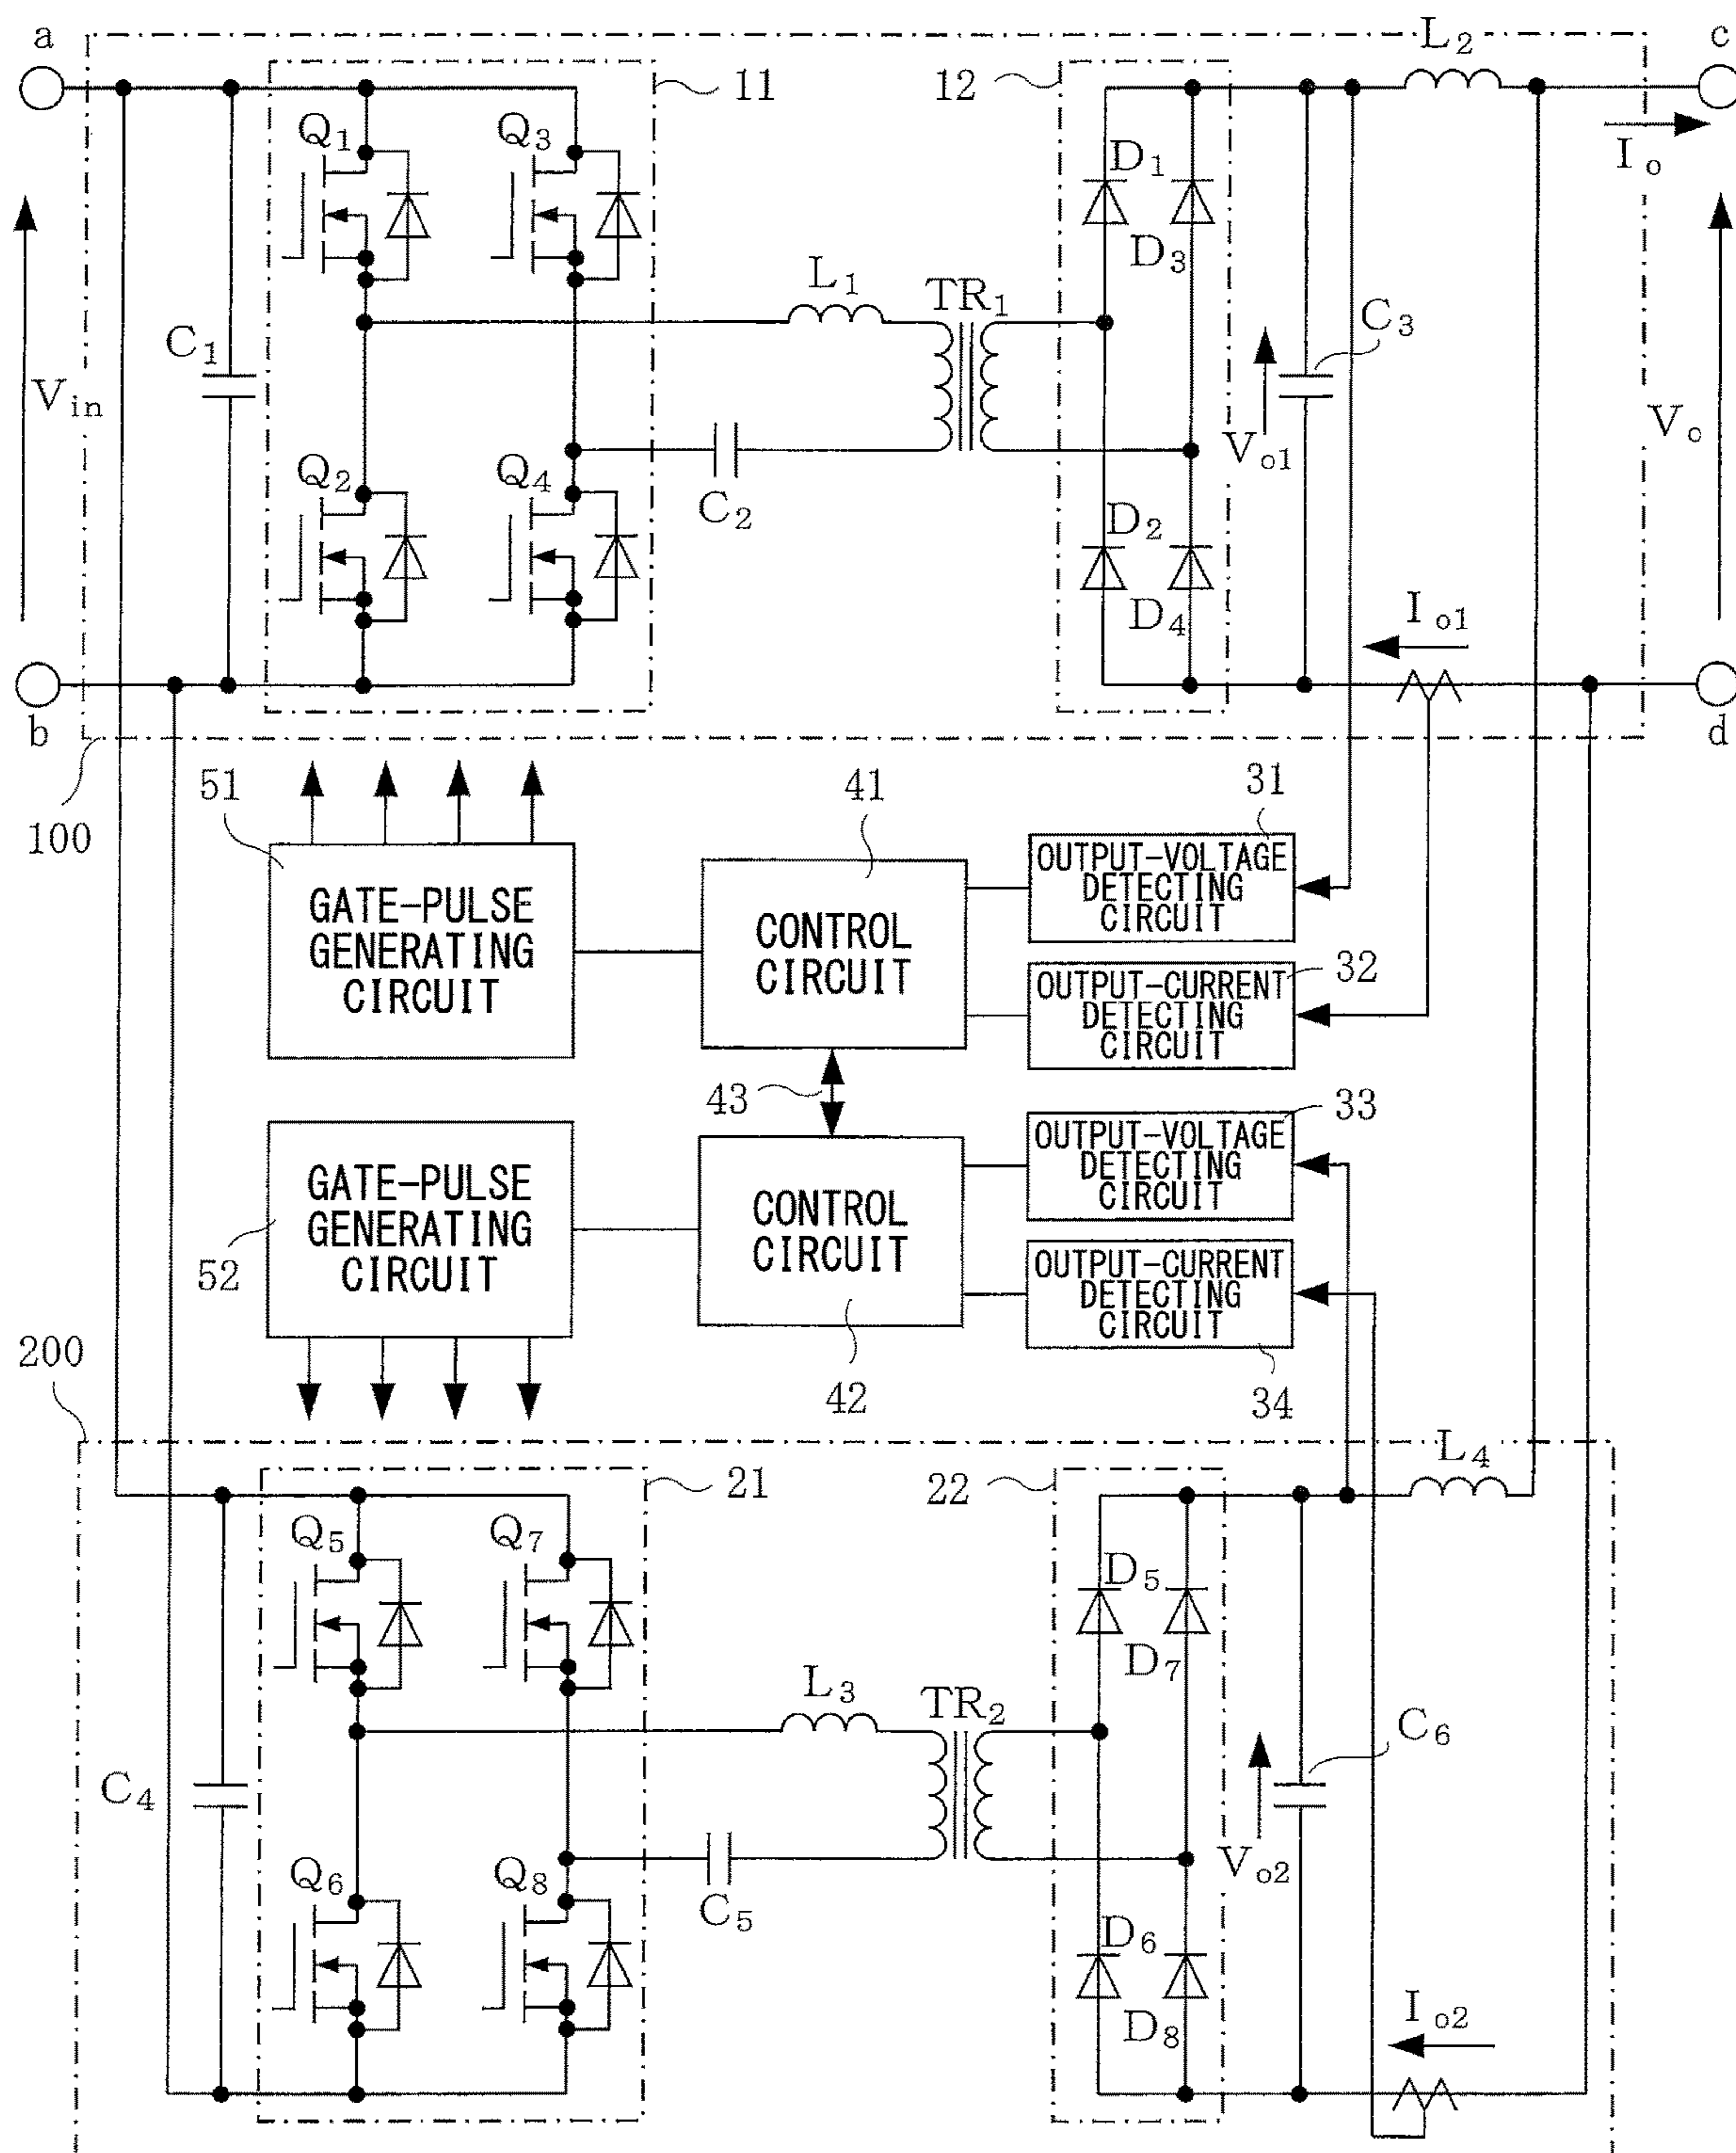 a
L2
c
11
12
Q1
Q3
D1
Io
D3
L1
TR1
C1
C3
Vin
Vo1
Vo
Q2
Q4
C2
D2
D4
Io1
b
d
100
51
41
31
GATE-PULSE
GENERATING
CIRCUIT
CONTROL
CIRCUIT
OUTPUT-VOLTAGE
DETECTING
CIRCUIT
32
OUTPUT-CURRENT
DETECTING
CIRCUIT
43
33
GATE-PULSE
GENERATING
CIRCUIT
52
CONTROL
CIRCUIT
OUTPUT-VOLTAGE
DETECTING
CIRCUIT
OUTPUT-CURRENT
DETECTING
CIRCUIT
200
42
34
L4
21
22
Q5
Q7
D5
D7
L3
TR2
C4
C6
Vo2
Q6
Q8
C5
D6
D8
Io2